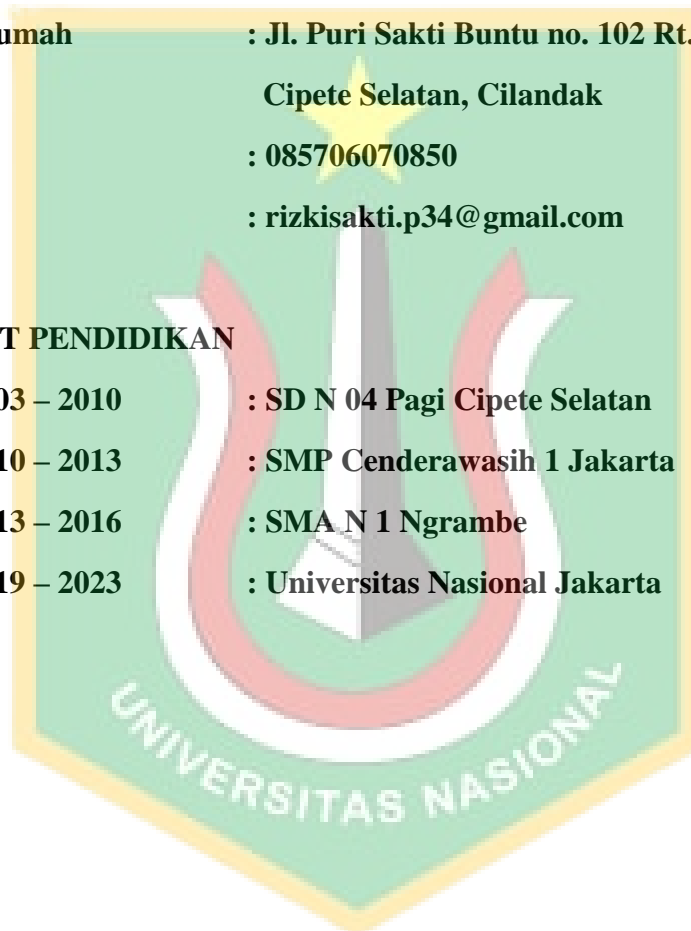 umah : Jl. Puri Sakti Buntu no. 102 Rt.
Cipete Selatan, Cilandak
: 085706070850
: rizkisakti.p34@gmail.com
T PENDIDIKAN
03 – 2010 : SD N 04 Pagi Cipete Selatan
10 – 2013 : SMP Cenderawasih 1 Jakarta
13 – 2016 : SMA N 1 Ngrambe
19 – 2023 : Universitas Nasional Jakarta
UNIVERSITAS NASIONAL